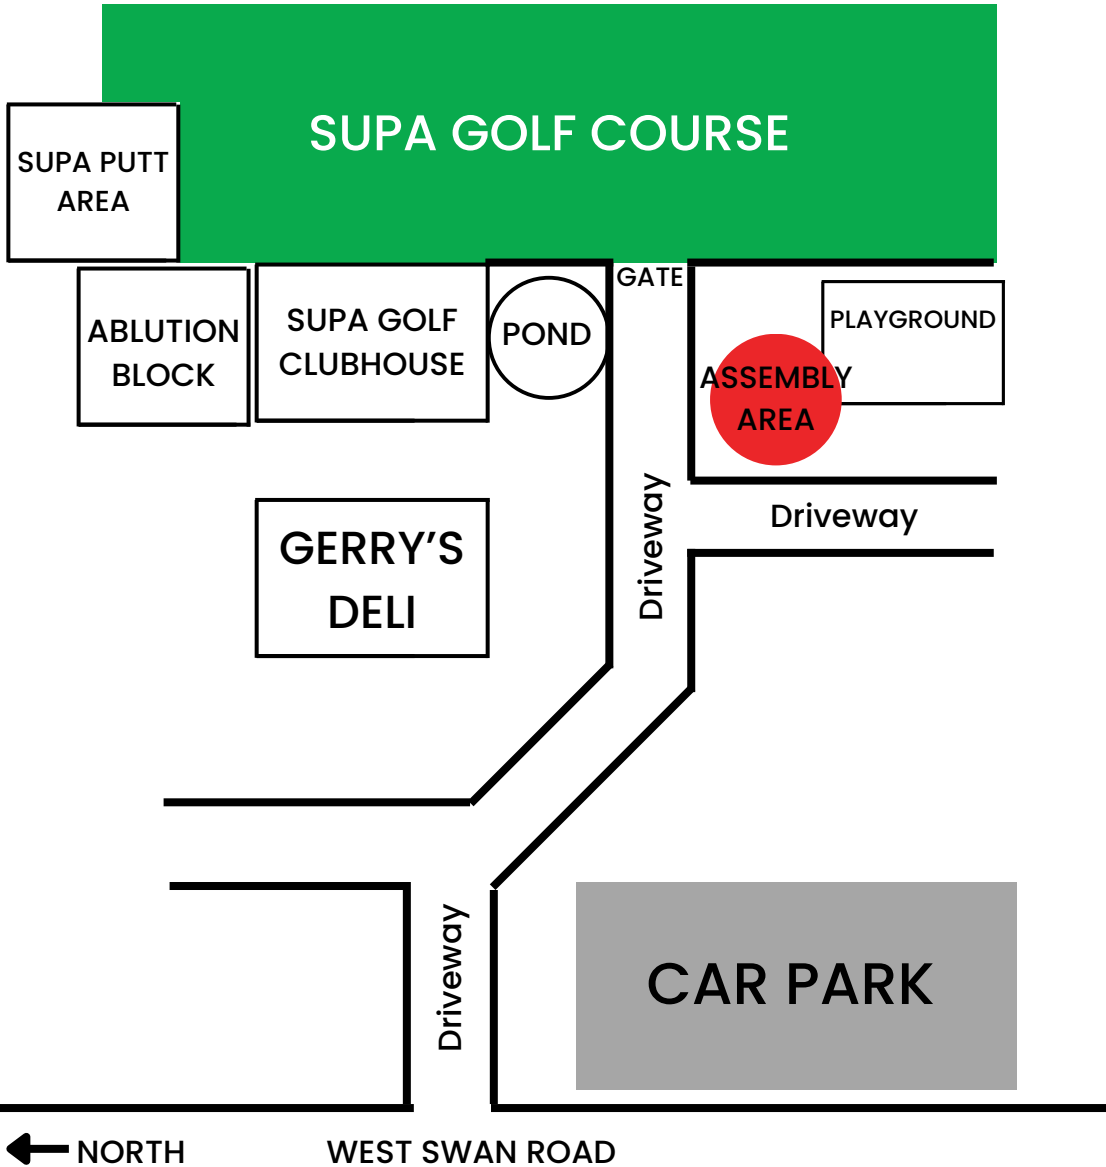 SUPA GOLF COURSE
SUPA PUTT
AREA
GATE
ABLUTION
BLOCK
SUPA GOLF
CLUBHOUSE
POND
PLAYGROUND
ASSEMBLY
AREA
Driveway
Driveway
GERRY’S
DELI
Driveway
CAR PARK
NORTH
WEST SWAN ROAD